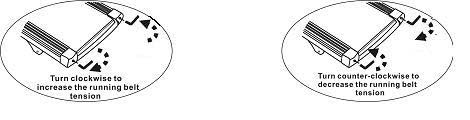 Turn clockwise to
increase the running belt
tension
Turn counter-clockwise to
decrease the running belt
tension